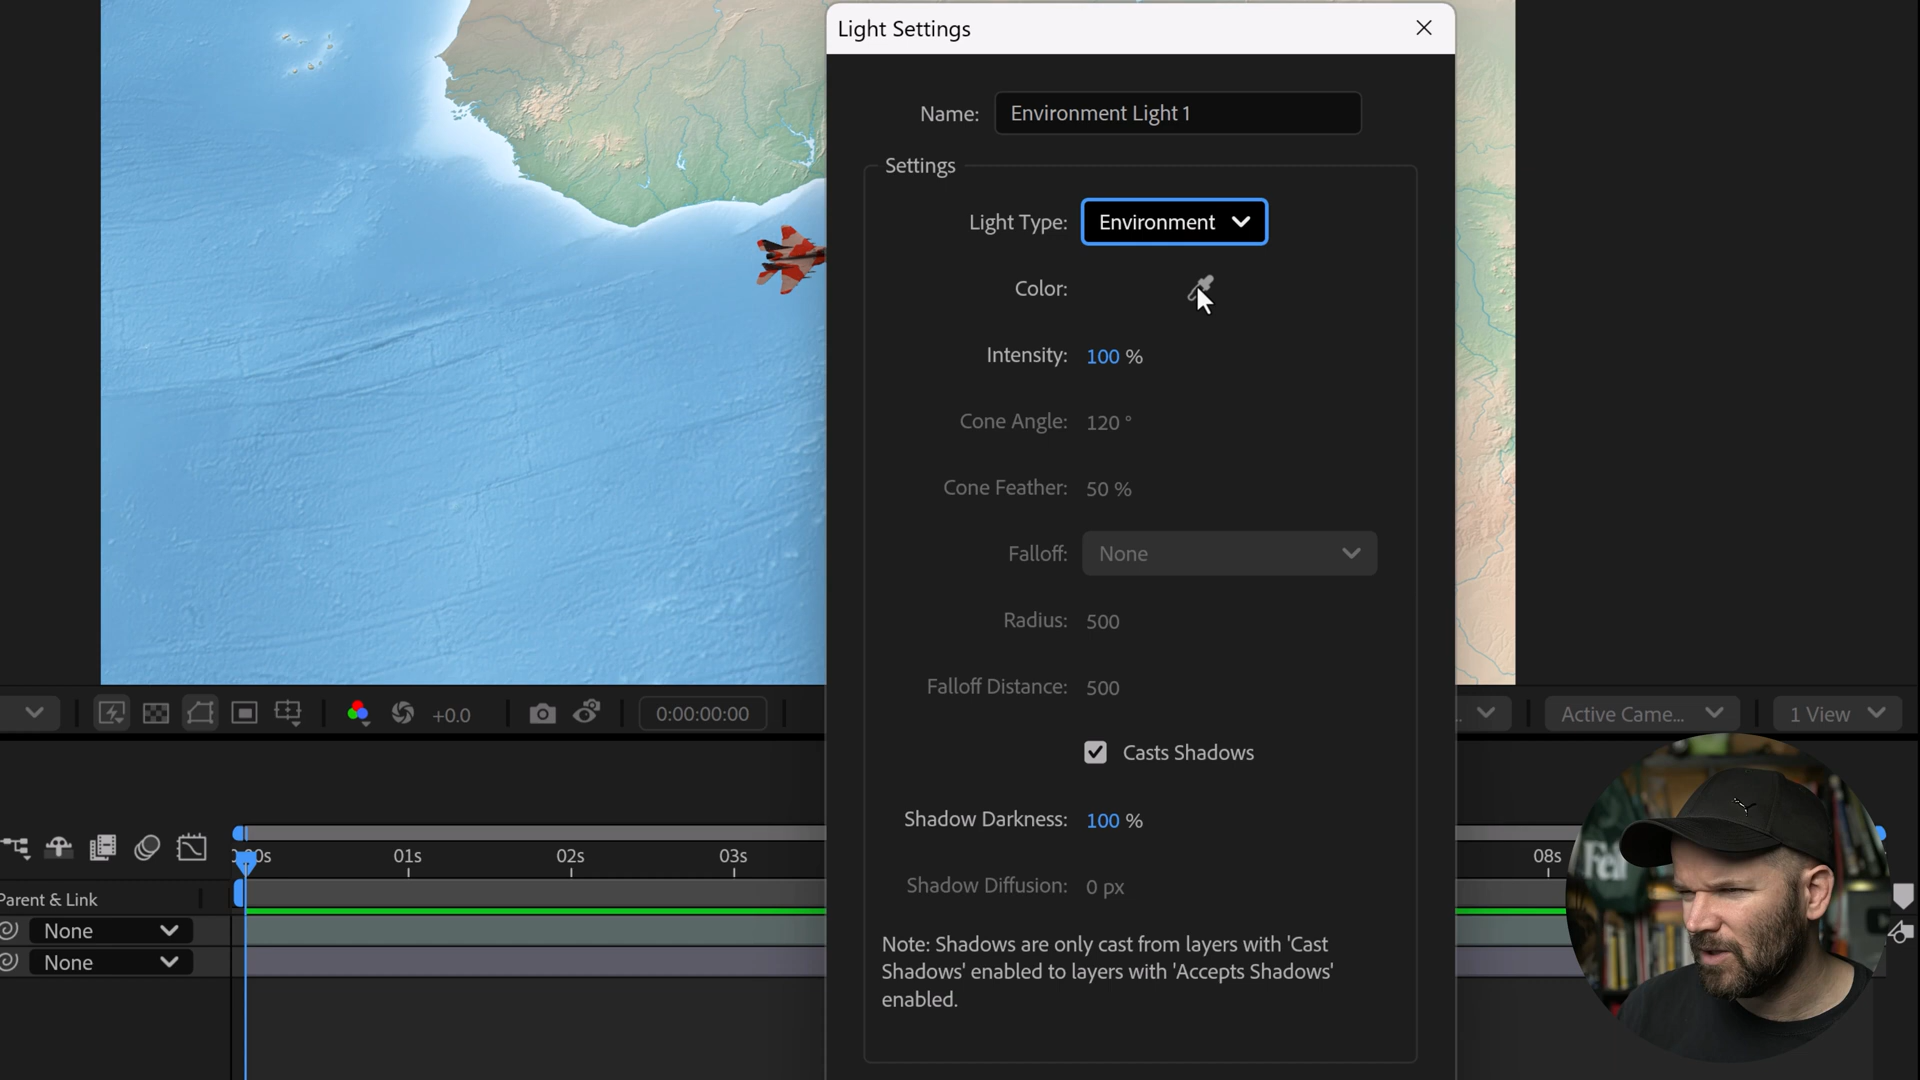 Light Settings
Name: Environment Light 1
Settings
Light Type: Environment
Color:
Intensity: 100 %
Cone Angle: 120 °
Cone Feather: 50 %
Falloff: None
Radius: 500
Falloff Distance: 500
Casts Shadows
Shadow Darkness: 100 %
Shadow Diffusion: 0 px
Note: Shadows are only cast from layers with 'Cast
Shadows' enabled to layers with 'Accepts Shadows'
enabled.
+0.0
0:00:00:00
Active Came...
1 View
01s
02s
03s
08s
Parent & Link
None
None